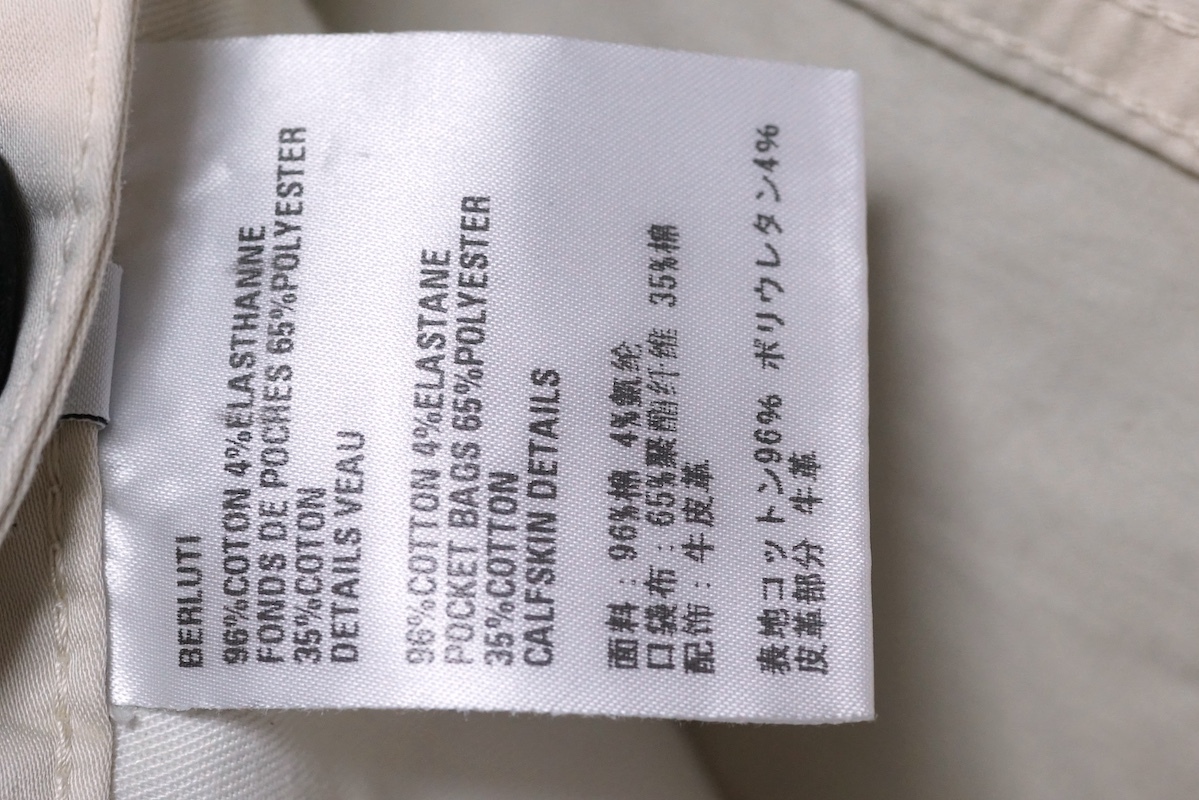 BERLUTI
96%COTON 4%ELASTHANNE
FONDS DE POCHES 65%POLYESTER
35%COTON
DETAILS VEAU
96%COTTON 4%ELASTANE
POCKET BAGS 65%POLYESTER
35%COTTON
CALFSKIN DETAILS
面料：96%棉 4%氨纶
口袋布：65%聚酯纤维 35%棉
配饰：牛皮革
表地コットン96% ポリウレタン4%
皮革部分 牛革